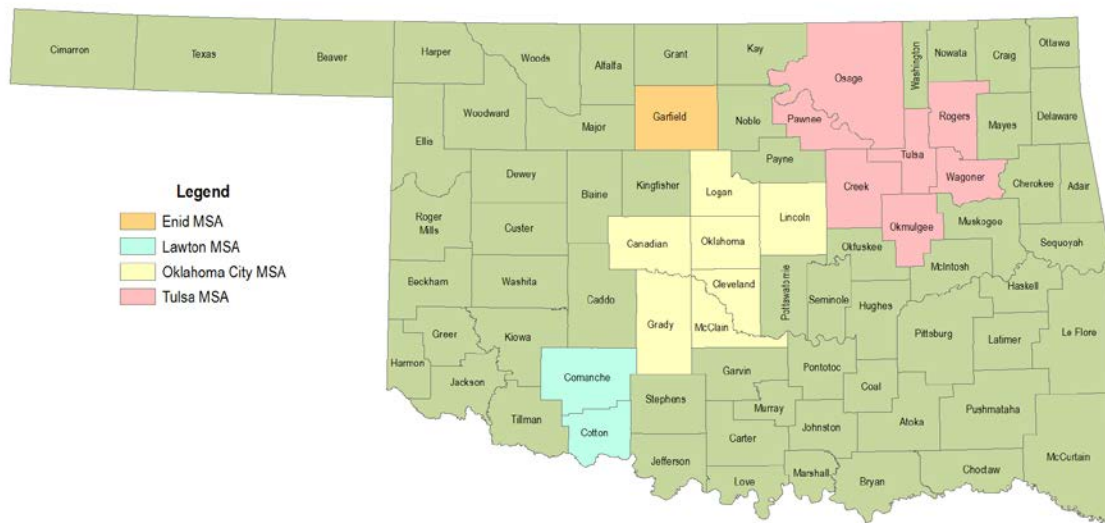 Cimarron
Texas
Beaver
Harper
Woods
Alfalfa
Grant
Kay
Osage
Washington
Nowata
Craig
Ottawa
Ellis
Woodward
Major
Garfield
Noble
Pawnee
Rogers
Mayes
Delaware
Tulsa
Payne
Creek
Wagoner
Cherokee
Adair
Dewey
Blaine
Kingfisher
Logan
Lincoln
Okmulgee
Muskogee
Sequoyah
Roger
Mills
Custer
Canadian
Oklahoma
Okfuskee
McIntosh
Beckham
Washita
Caddo
Cleveland
Pottawatomie
Seminole
Hughes
Haskell
Pittsburg
Latimer
Le Flore
Greer
Kiowa
Grady
McClain
Harmon
Jackson
Comanche
Garvin
Pontotoc
Coal
Pushmataha
Tillman
Cotton
Stephens
Murray
Johnston
Atoka
McCurtain
Carter
Jefferson
Love
Marshall
Bryan
Choctaw
Legend
Enid MSA
Lawton MSA
Oklahoma City MSA
Tulsa MSA